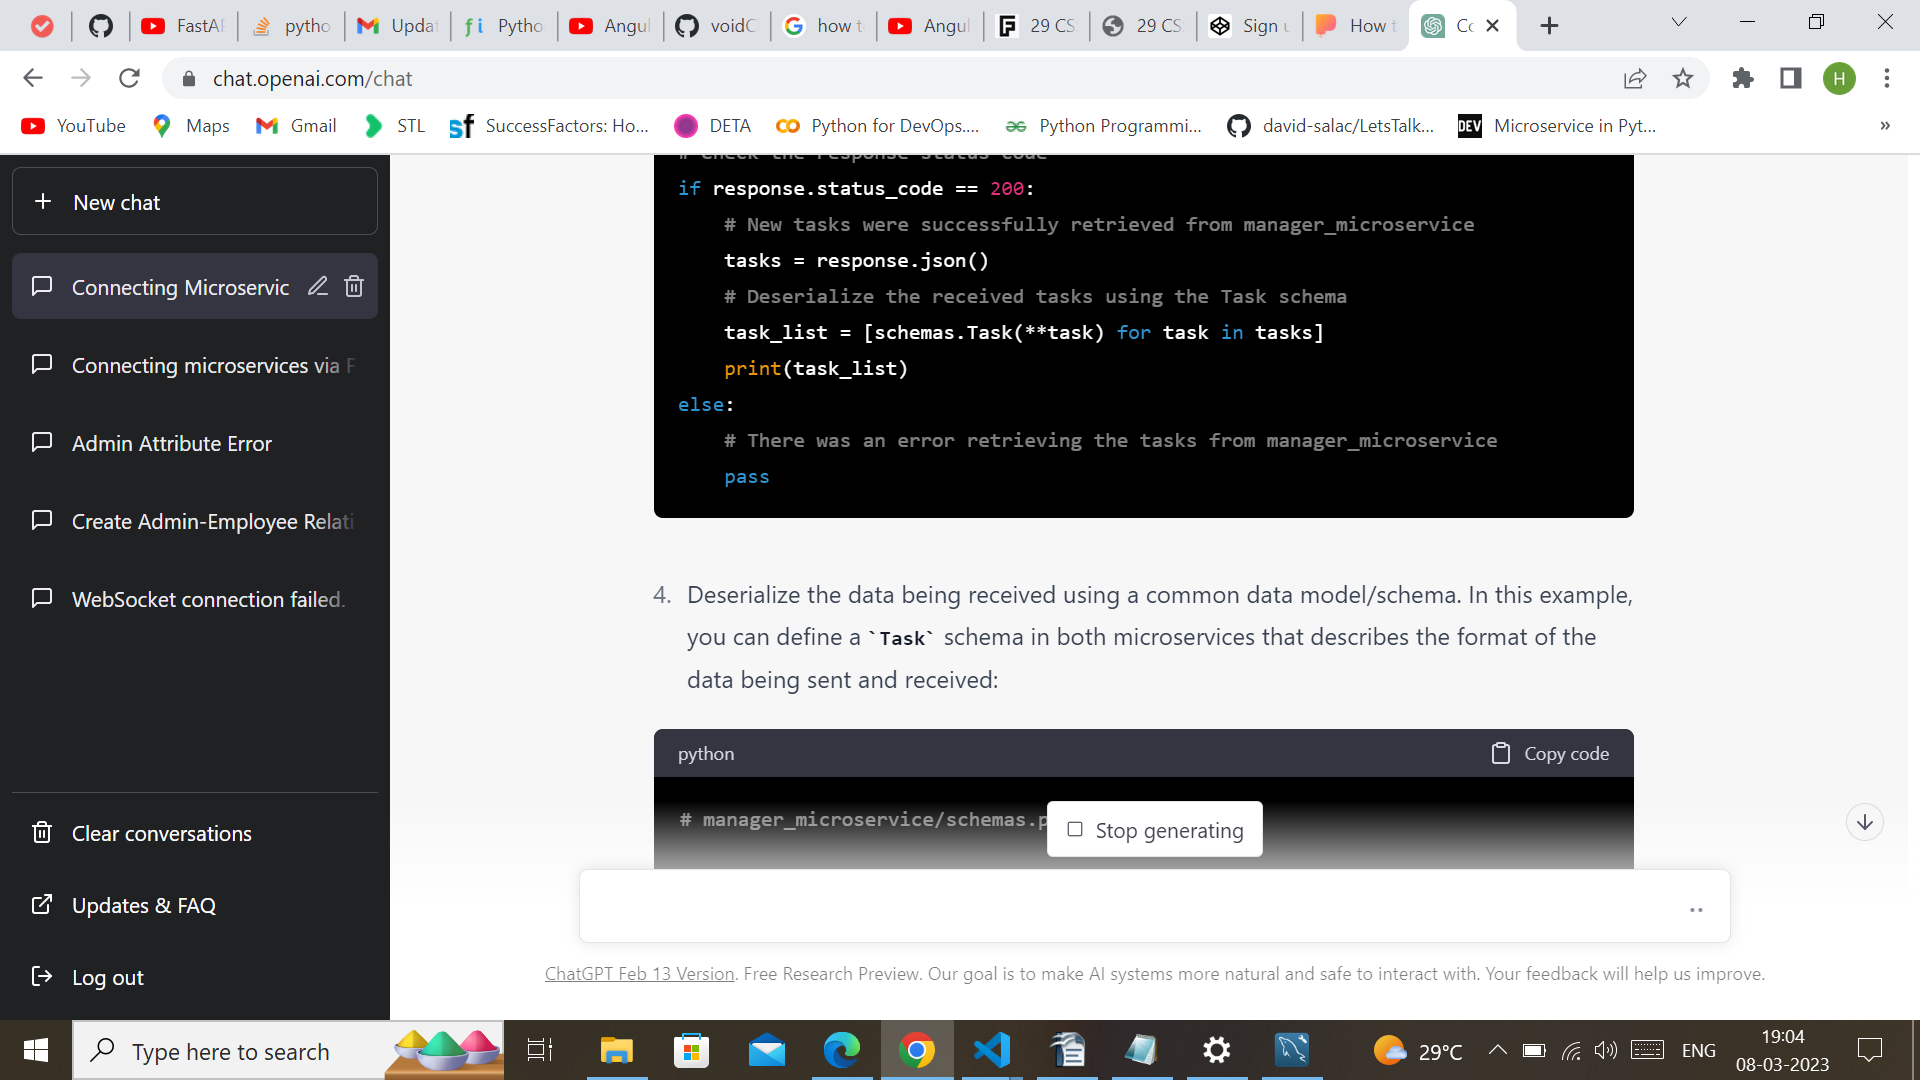 FastAF
pytho
Updat
Pytho
Angul
voidC
how t
Angul
29 CS
29 CS
Sign u
How t
Cc
chat.openai.com/chat
H
YouTube
Maps
Gmail
STL
SuccessFactors: Ho...
DETA
Python for DevOps....
Python Programmi...
david-salac/LetsTalk...
DEV
Microservice in Pyt...
»
New chat
Connecting Microservic
Connecting microservices via F
Admin Attribute Error
Create Admin-Employee Relati
WebSocket connection failed.
Clear conversations
Updates & FAQ
Log out
# Check the response status code
if response.status_code == 200:
# New tasks were successfully retrieved from manager_microservice
tasks = response.json()
# Deserialize the received tasks using the Task schema
task_list = [schemas.Task(**task) for task in tasks]
print(task_list)
else:
# There was an error retrieving the tasks from manager_microservice
pass
4. Deserialize the data being received using a common data model/schema. In this example,
you can define a `Task` schema in both microservices that describes the format of the
data being sent and received:
python
Copy code
# manager_microservice/schemas.p
Stop generating
ChatGPT Feb 13 Version. Free Research Preview. Our goal is to make AI systems more natural and safe to interact with. Your feedback will help us improve.
Type here to search
29°C
ENG
19:04
08-03-2023